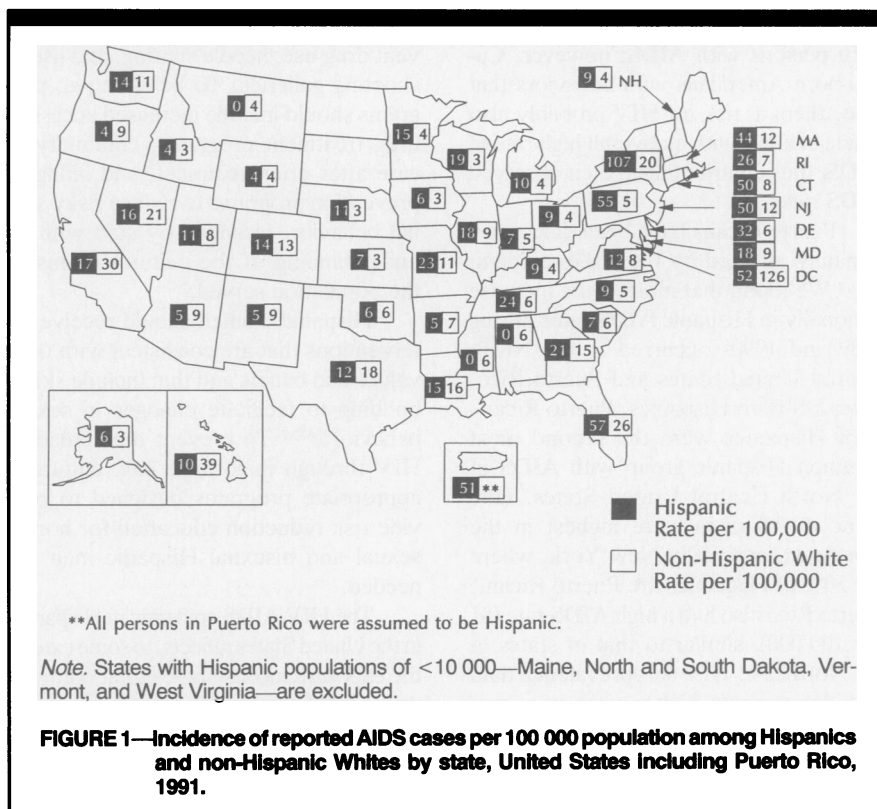 9 4 NH
14 11
0 4
4 9
4 3
15 4
19 3
107 20
44 12 MA
26 7 RI
4 4
10 4
50 8 CT
16 21
11 3
6 3
55 5
50 12 NJ
9 4
32 6 DE
11 8
14 13
18 9
7 5
18 9 MD
17 30
7 3
23 11
9 4
12 8
52 126 DC
9 5
24 6
5 9
5 9
6 6
5 7
7 6
0 6
21 15
12 18
0 6
15 16
57 26
6 3
10 39
51 **
Hispanic
Rate per 100,000
Non-Hispanic White
Rate per 100,000
**All persons in Puerto Rico were assumed to be Hispanic.
Note. States with Hispanic populations of <10 000—Maine, North and South Dakota, Ver-
mont, and West Virginia—are excluded.
FIGURE 1—Incidence of reported AIDS cases per 100 000 population among Hispanics
and non-Hispanic Whites by state, United States including Puerto Rico,
1991.